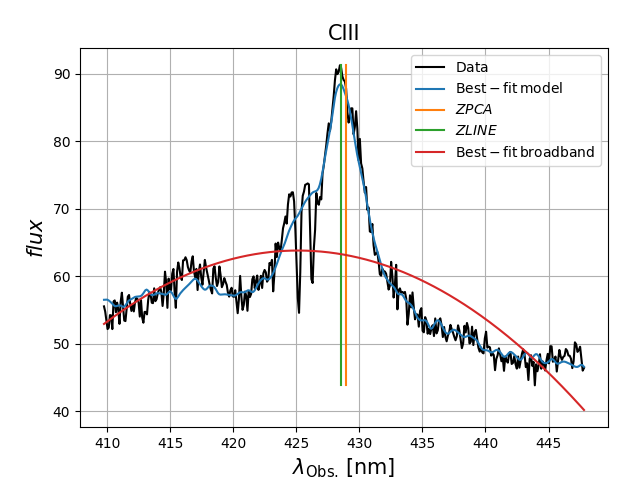 CIII
90
80
70
60
50
40
flux
Data
Best − fit model
ZPCA
ZLINE
Best − fit broadband
410 415 420 425 430 435 440 445
λObs. [nm]